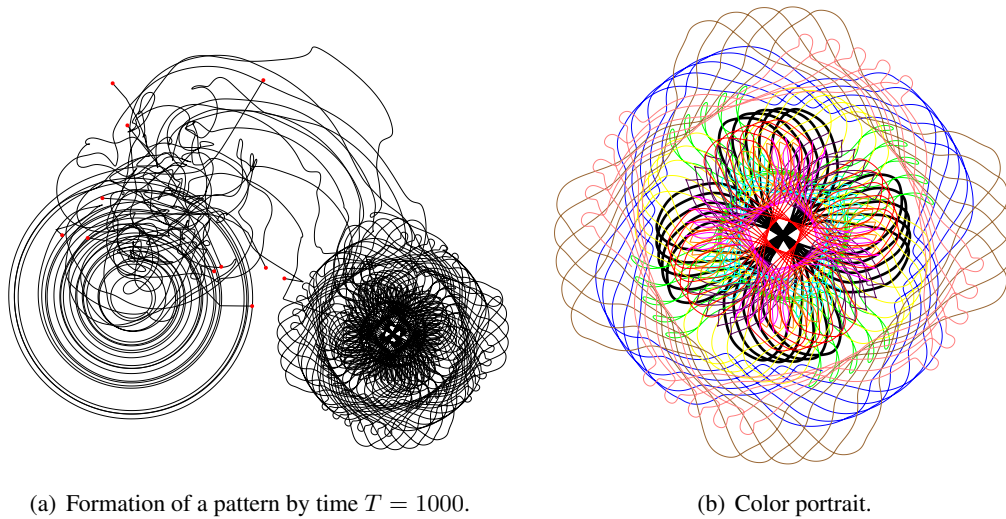 (a) Formation of a pattern by time T = 1000.
(b) Color portrait.